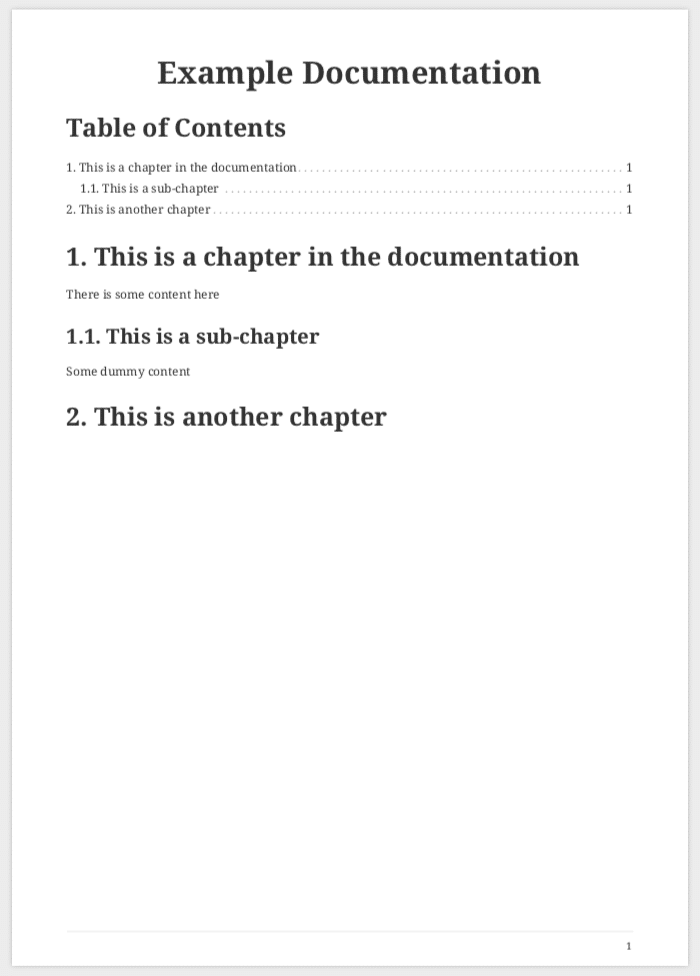 Example Documentation
Table of Contents
1. This is a chapter in the documentation . . . . . . . . . . . . . . . . . . . . . . . . . . . . . . . . . . . . . . . . . . . . . . . . . . . . . . . . 1
1.1. This is a sub-chapter . . . . . . . . . . . . . . . . . . . . . . . . . . . . . . . . . . . . . . . . . . . . . . . . . . . . . . . . . . . . . . . . . . . . 1
2. This is another chapter . . . . . . . . . . . . . . . . . . . . . . . . . . . . . . . . . . . . . . . . . . . . . . . . . . . . . . . . . . . . . . . . . . . . . . 1
1. This is a chapter in the documentation
There is some content here
1.1. This is a sub-chapter
Some dummy content
2. This is another chapter
1